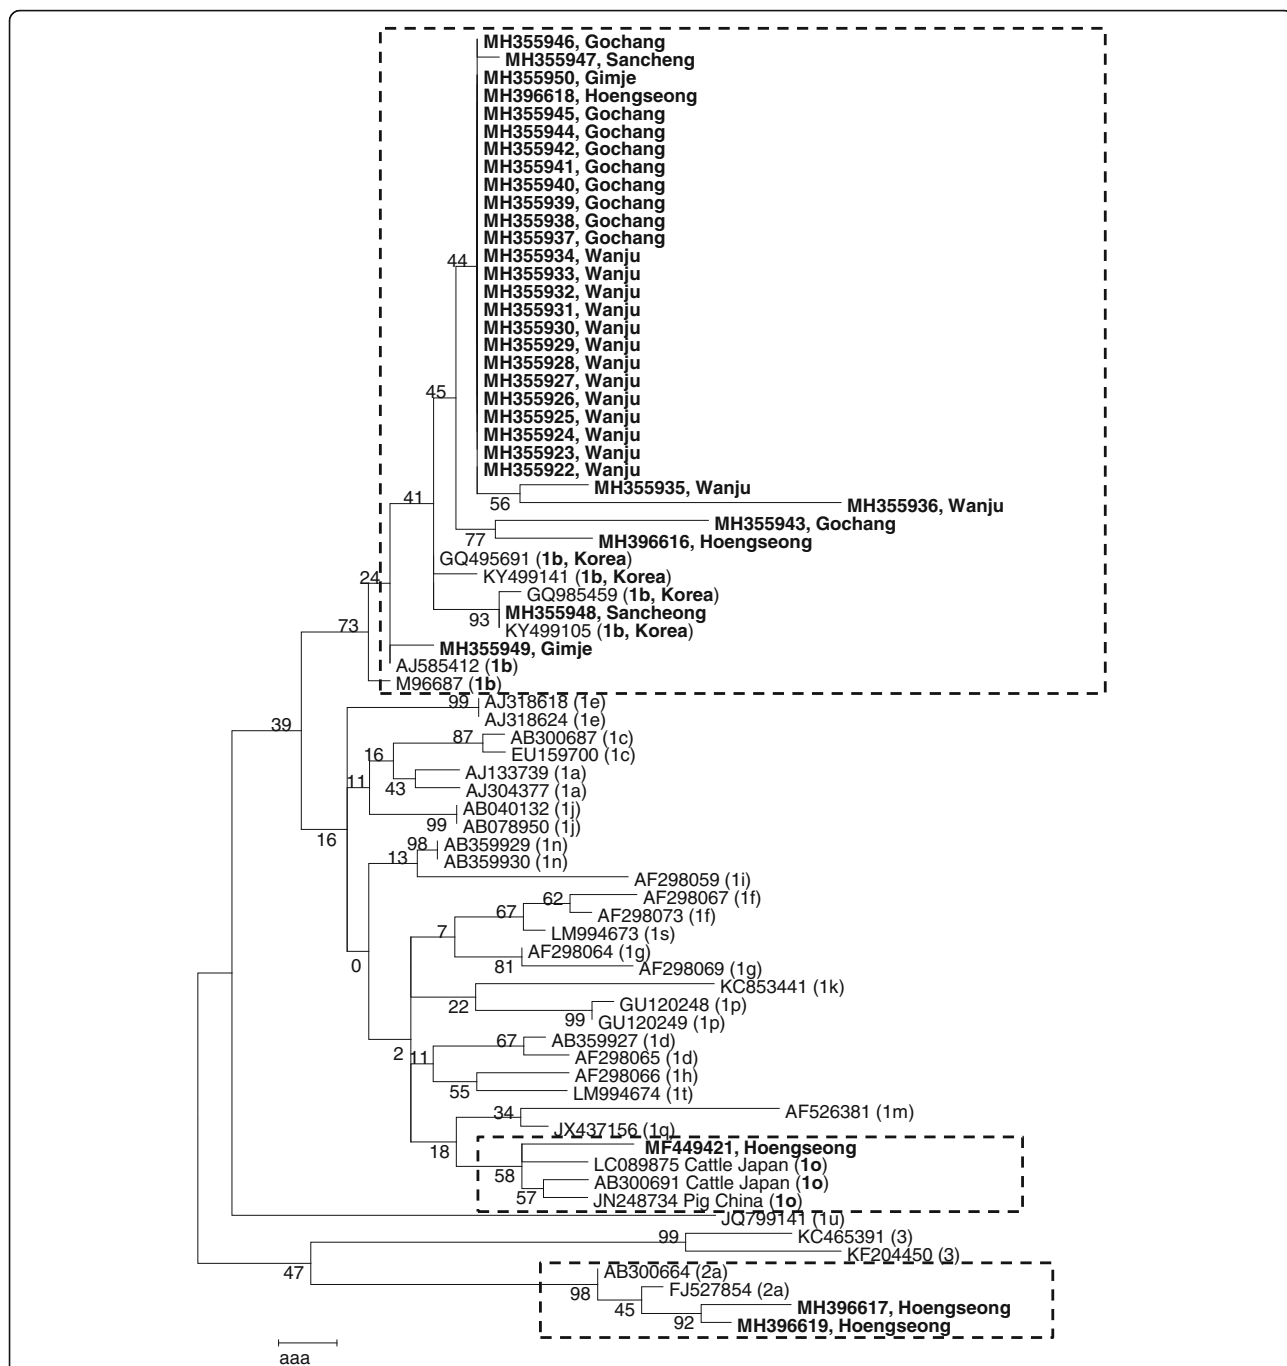 MH355946, Gochang
MH355947, Sancheng
MH355950, Gimje
MH396618, Hoengseong
MH355945, Gochang
MH355944, Gochang
MH355942, Gochang
MH355941, Gochang
MH355940, Gochang
MH355939, Gochang
MH355938, Gochang
MH355937, Gochang
MH355934, Wanju
44
MH355933, Wanju
MH355932, Wanju
MH355931, Wanju
MH355930, Wanju
MH355929, Wanju
MH355928, Wanju
MH355927, Wanju
45
MH355926, Wanju
MH355925, Wanju
MH355924, Wanju
MH355923, Wanju
MH355922, Wanju
MH355935, Wanju
41
56
MH355936, Wanju
MH355943, Gochang
77
MH396616, Hoengseong
GQ495691 (1b, Korea)
KY499141 (1b, Korea)
24
GQ985459 (1b, Korea)
MH355948, Sancheong
93
KY499105 (1b, Korea)
73
MH355949, Gimje
AJ585412 (1b)
M96687 (1b)
99
AJ318618 (1e)
AJ318624 (1e)
39
87
AB300687 (1c)
16
EU159700 (1c)
AJ133739 (1a)
11
43
AJ304377 (1a)
AB040132 (1j)
99
AB078950 (1j)
16
98
AB359929 (1n)
13
AB359930 (1n)
AF298059 (1i)
62
AF298067 (1f)
67
AF298073 (1f)
7
LM994673 (1s)
AF298064 (1g)
0
81
AF298069 (1g)
KC853441 (1k)
22
GU120248 (1p)
99
GU120249 (1p)
67
AB359927 (1d)
2
11
AF298065 (1d)
AF298066 (1h)
55
LM994674 (1t)
34
AF526381 (1m)
JX437156 (1q)
18
MF449421, Hoengseong
58
LC089875 Cattle Japan (1o)
AB300691 Cattle Japan (1o)
57
JN248734 Pig China (1o)
JQ799141 (1u)
99
KC465391 (3)
KF204450 (3)
47
AB300664 (2a)
98
FJ527854 (2a)
45
MH396617, Hoengseong
92
MH396619, Hoengseong
aaa